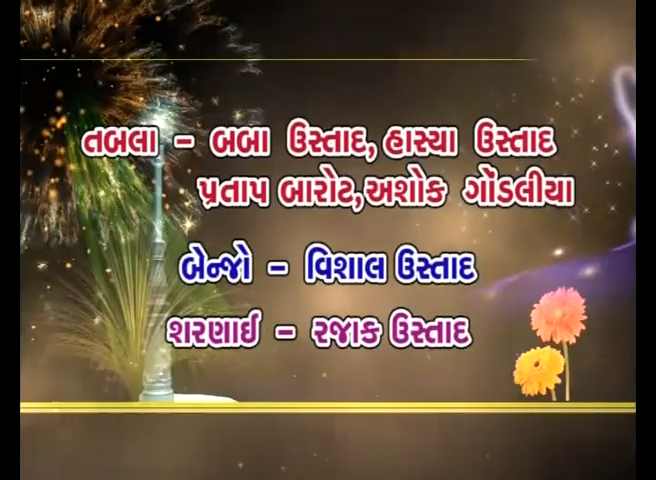 તબલા – બબા ઉસ્તાદ, હાસ્યા ઉસ્તાદ
પ્રતાપ બારોટ,અશોક ગોંડલીયા
બેન્જો – વિશાલ ઉસ્તાદ
શરણાઈ – રજાક ઉસ્તાદ